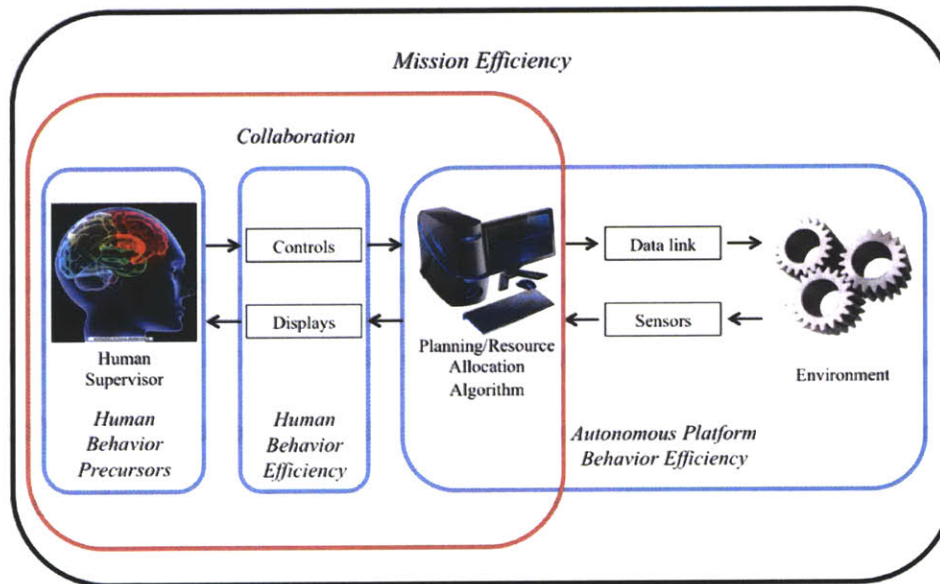 Mission Efficiency
Collaboration
Controls
Data link
Displays
Sensors
Human
Supervisor
Planning/Resource
Allocation
Algorithm
Environment
Human
Behavior
Precursors
Human
Behavior
Efficiency
Autonomous Platform
Behavior Efficiency